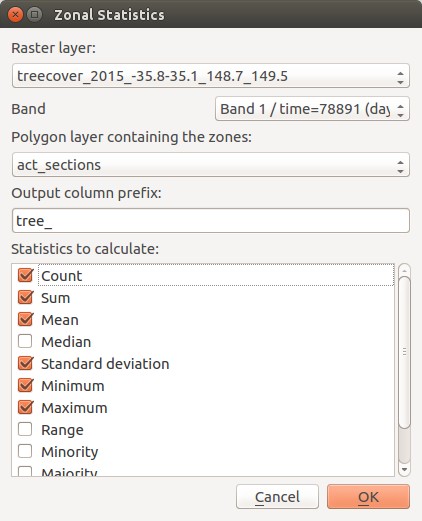 Zonal Statistics
Raster layer:
treecover_2015_-35.8-35.1_148.7_149.5
Band
Band 1 / time=78891 (day
Polygon layer containing the zones:
act_sections
Output column prefix:
tree_
Statistics to calculate:
Count
Sum
Mean
Median
Standard deviation
Minimum
Maximum
Range
Minority
Majority
Cancel
OK